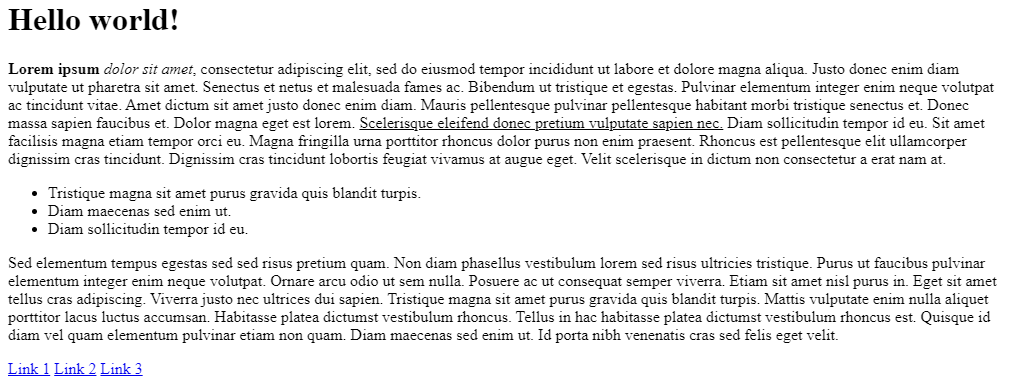 Hello world!
Lorem ipsum dolor sit amet, consectetur adipiscing elit, sed do eiusmod tempor incididunt ut labore et dolore magna aliqua. Justo donec enim diam
vulputate ut pharetra sit amet. Senectus et netus et malesuada fames ac. Bibendum ut tristique et egestas. Pulvinar elementum integer enim neque volutpat
ac tincidunt vitae. Amet dictum sit amet justo donec enim diam. Mauris pellentesque pulvinar pellentesque habitant morbi tristique senectus et. Donec
massa sapien faucibus et. Dolor magna eget est lorem. Scelerisque eleifend donec pretium vulputate sapien nec. Diam sollicitudin tempor id eu. Sit amet
facilisis magna etiam tempor orci eu. Magna fringilla urna porttitor rhoncus dolor purus non enim praesent. Rhoncus est pellentesque elit ullamcorper
dignissim cras tincidunt. Dignissim cras tincidunt lobortis feugiat vivamus at augue eget. Velit scelerisque in dictum non consectetur a erat nam at.
• Tristique magna sit amet purus gravida quis blandit turpis.
• Diam maecenas sed enim ut.
• Diam sollicitudin tempor id eu.
Sed elementum tempus egestas sed sed risus pretium quam. Non diam phasellus vestibulum lorem sed risus ultricies tristique. Purus ut faucibus pulvinar
elementum integer enim neque volutpat. Ornare arcu odio ut sem nulla. Posuere ac ut consequat semper viverra. Etiam sit amet nisl purus in. Eget sit amet
tellus cras adipiscing. Viverra justo nec ultrices dui sapien. Tristique magna sit amet purus gravida quis blandit turpis. Mattis vulputate enim nulla aliquet
porttitor lacus luctus accumsan. Habitasse platea dictumst vestibulum rhoncus. Tellus in hac habitasse platea dictumst vestibulum rhoncus est. Quisque id
diam vel quam elementum pulvinar etiam non quam. Diam maecenas sed enim ut. Id porta nibh venenatis cras sed felis eget velit.
Link 1 Link 2 Link 3